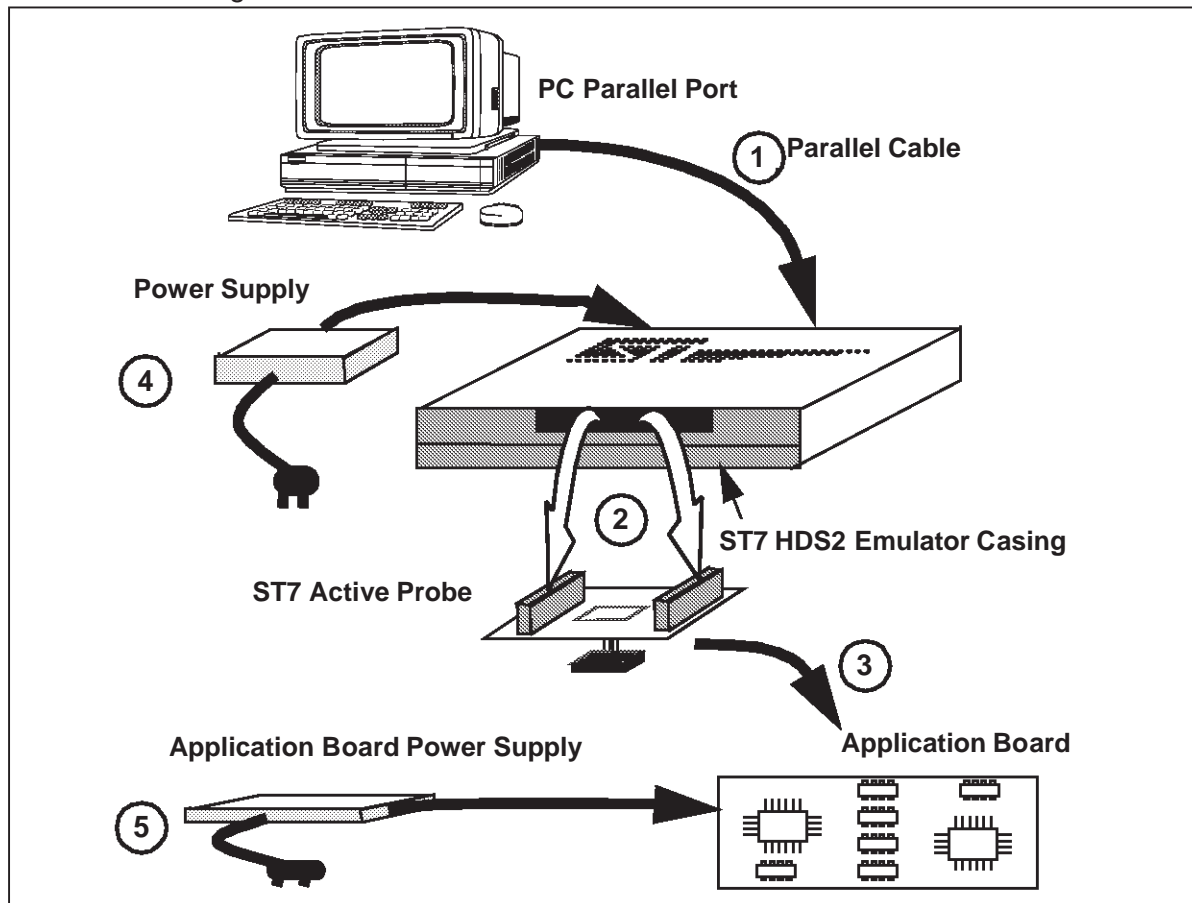 PC Parallel Port
1
Parallel Cable
Power Supply
4
2
ST7 HDS2 Emulator Casing
ST7 Active Probe
3
Application Board Power Supply
Application Board
5